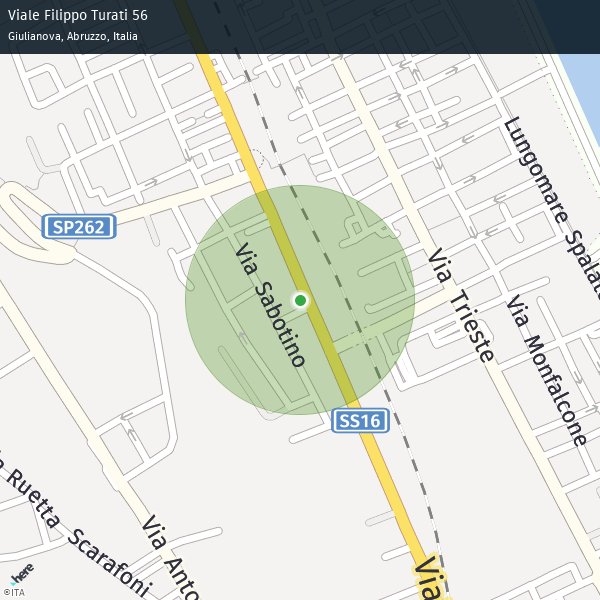 Viale Filippo Turati 56
Giulianova, Abruzzo, Italia
Lungomare Spalato
SP262
Via Sabotino
Via Trieste
Via Monfalcone
SS16
Ruetta Scarafoni
Via Anto
Via
here
©ITA